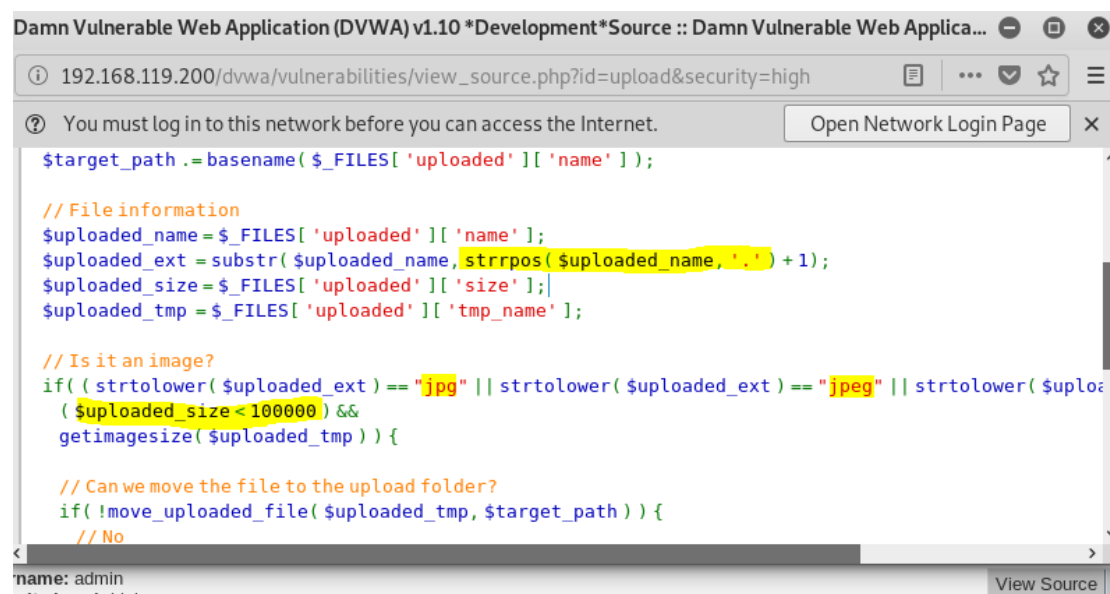 Damn Vulnerable Web Application (DVWA) v1.10 *Development*Source :: Damn Vulnerable Web Applica...
192.168.119.200/dvwa/vulnerabilities/view_source.php?id=upload&security=high
You must log in to this network before you can access the Internet. Open Network Login Page
$target_path .= basename( $_FILES[ 'uploaded' ][ 'name' ] );
// File information
$uploaded_name = $_FILES[ 'uploaded' ][ 'name' ];
$uploaded_ext = substr( $uploaded_name, strrpos( $uploaded_name, '.' ) + 1);
$uploaded_size = $_FILES[ 'uploaded' ][ 'size' ];
$uploaded_tmp = $_FILES[ 'uploaded' ][ 'tmp_name' ];
// Is it an image?
if( ( strtolower( $uploaded_ext ) == "jpg" || strtolower( $uploaded_ext ) == "jpeg" || strtolower( $uploa
( $uploaded_size < 100000 ) &&
getimagesize( $uploaded_tmp ) ) {
// Can we move the file to the upload folder?
if( !move_uploaded_file( $uploaded_tmp, $target_path ) ) {
// No
rname: admin
View Source